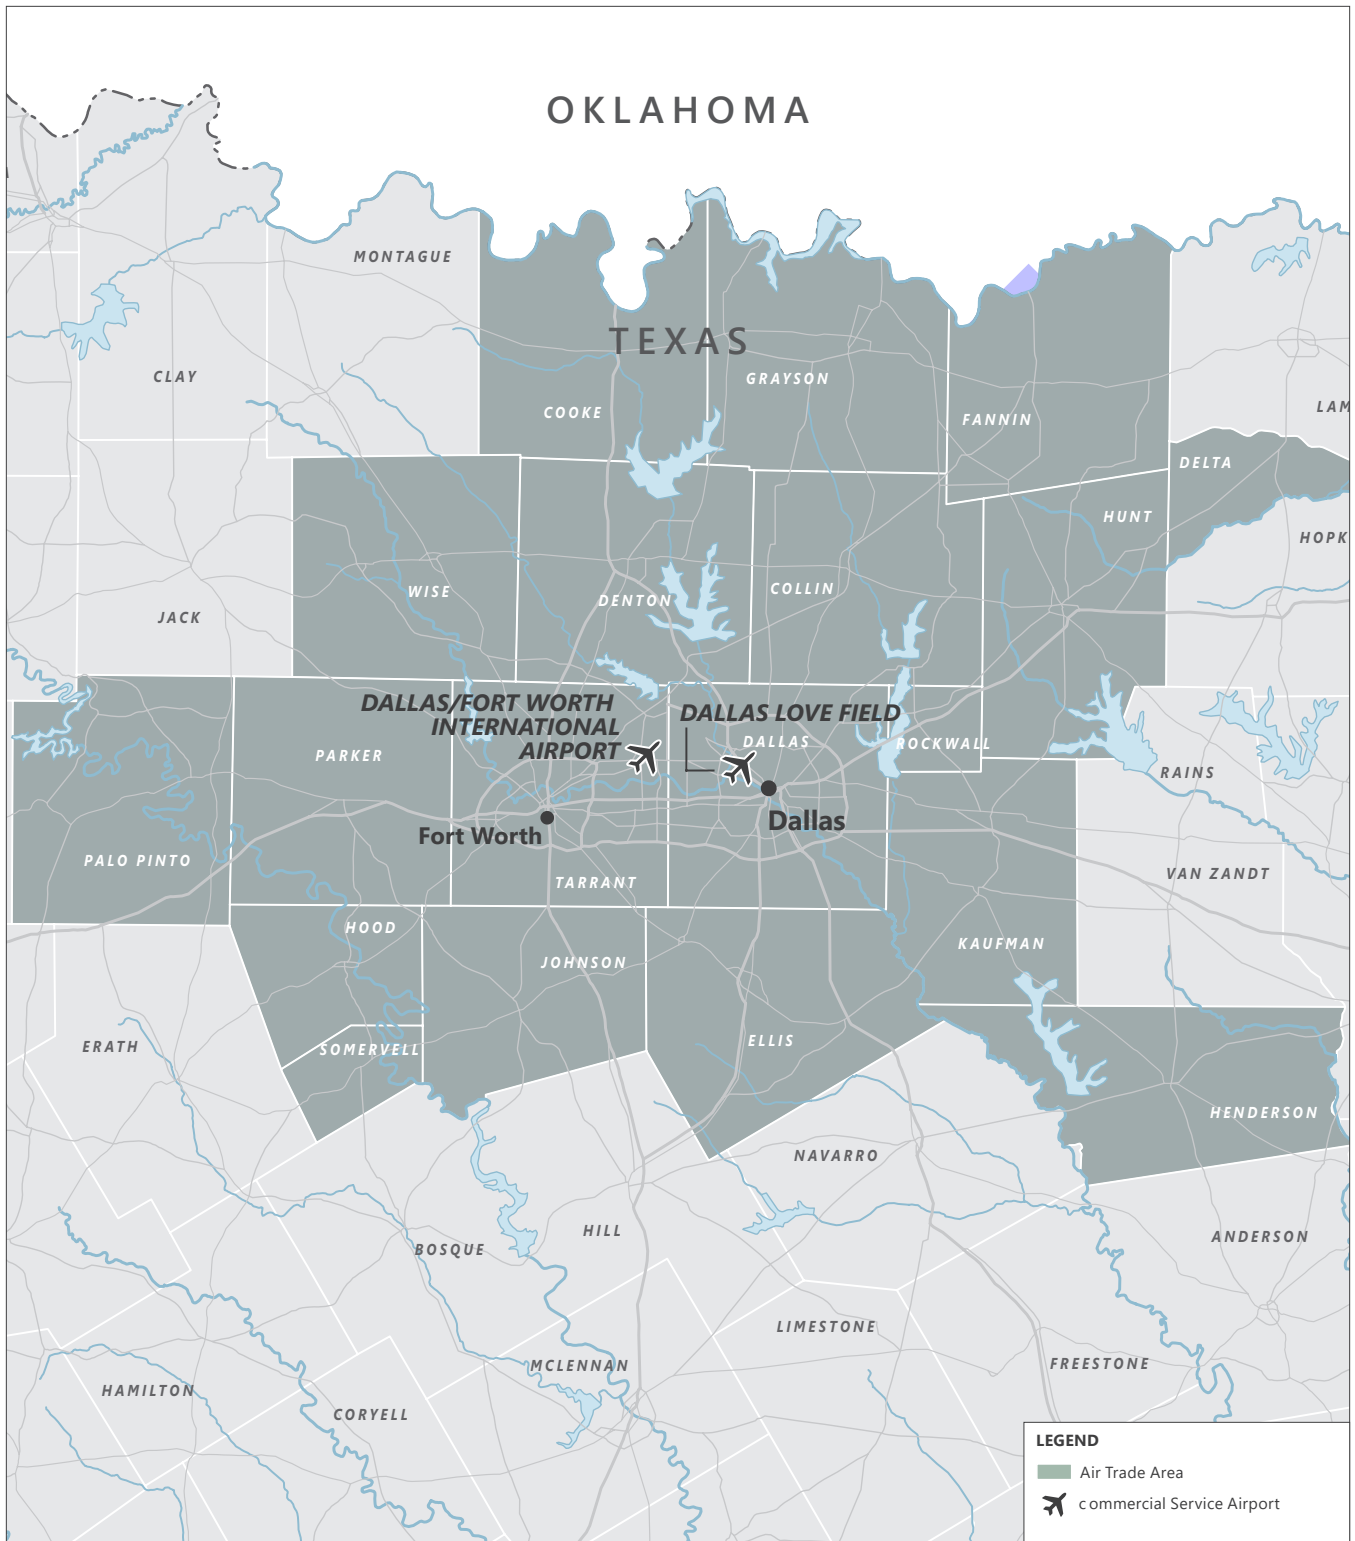 OKLAHOMA
MONTAGUE
TEXAS
CLAY
GRAYSON
COOKE
LAM
FANNIN
DELTA
HUNT
HOPK
WISE
COLLIN
DENTON
JACK
DALLAS/FORT WORTH
INTERNATIONAL
AIRPORT
DALLAS LOVE FIELD
DALLAS
ROCKWALL
PARKER
RAINS
Dallas
Fort Worth
PALO PINTO
VAN ZANDT
TARRANT
HOOD
KAUFMAN
JOHNSON
ELLIS
ERATH
SOMERVELL
HENDERSON
NAVARRO
HILL
ANDERSON
BOSQUE
LIMESTONE
FREESTONE
MCLENNAN
HAMILTON
CORYELL
LEGEND
Air Trade Area
c ommercial Service Airport